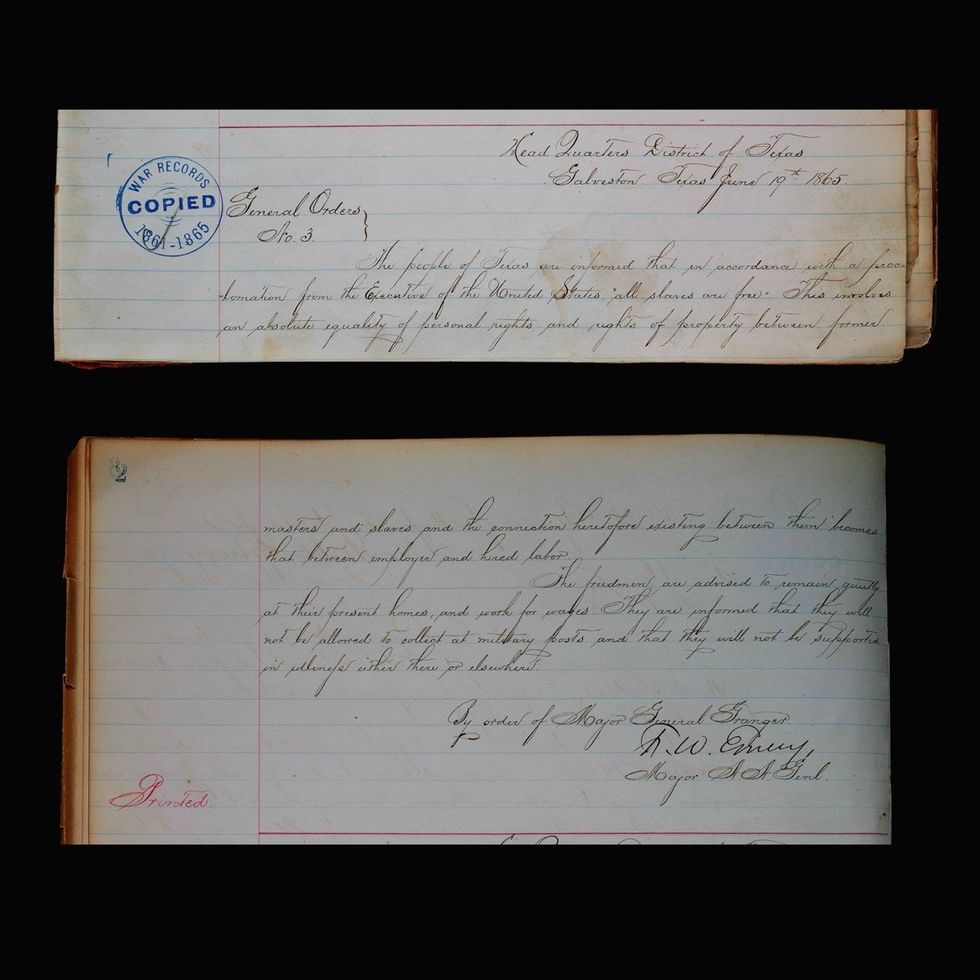 Head Quarters District of Texas
Galveston Texas June 19th 1865.
WAR RECORDS
COPIED
1861-1865
General Orders
No. 3.
The people of Texas are informed that in accordance with a proc
lamation from the Executive of the United States, "all slaves are free." This involves
an absolute equality of personal rights and rights of property between former
2
masters and slaves and the connection heretofore existing between them becomes
that between employer and hired labor.
The freedmen are advised to remain quietly
at their present homes, and work for wages. They are informed that they will
not be allowed to collect at military posts and that they will not be supported
in idleness either there or elsewhere.
By order of Major General Granger
F. W. Emery,
Major A. A. Genl.
Printed.